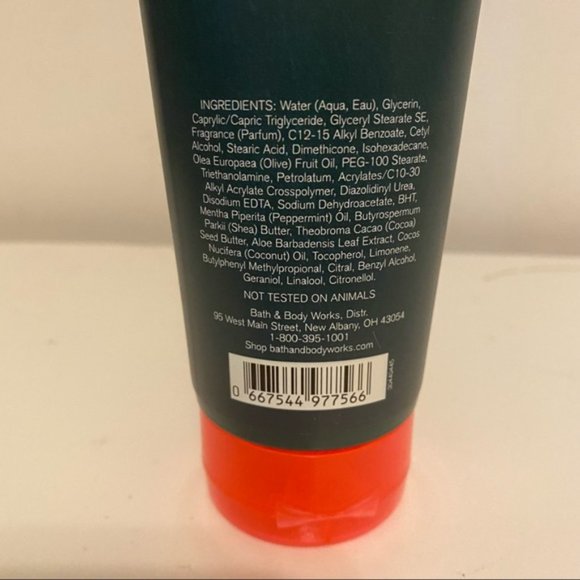 INGREDIENTS: Water (Aqua, Eau), Glycerin,
Caprylic/Capric Triglyceride, Glyceryl Stearate SE,
Fragrance (Parfum), C12-15 Alkyl Benzoate, Cetyl
Alcohol, Stearic Acid, Dimethicone, Isohexadecane,
Olea Europaea (Olive) Fruit Oil, PEG-100 Stearate,
Triethanolamine, Petrolatum, Acrylates/C10-30
Alkyl Acrylate Crosspolymer, Diazolidinyl Urea,
Disodium EDTA, Sodium Dehydroacetate, BHT,
Mentha Piperita (Peppermint) Oil, Butyrospermum
Parkii (Shea) Butter, Theobroma Cacao (Cocoa)
Seed Butter, Aloe Barbadensis Leaf Extract, Cocos
Nucifera (Coconut) Oil, Tocopherol, Limonene,
Butylphenyl Methylpropional, Citral, Benzyl Alcohol,
Geraniol, Linalool, Citronellol.
NOT TESTED ON ANIMALS
Bath & Body Works, Distr.
95 West Main Street, New Albany, OH 43054
1-800-395-1001
Shop bathandbodyworks.com
0 667544 977566